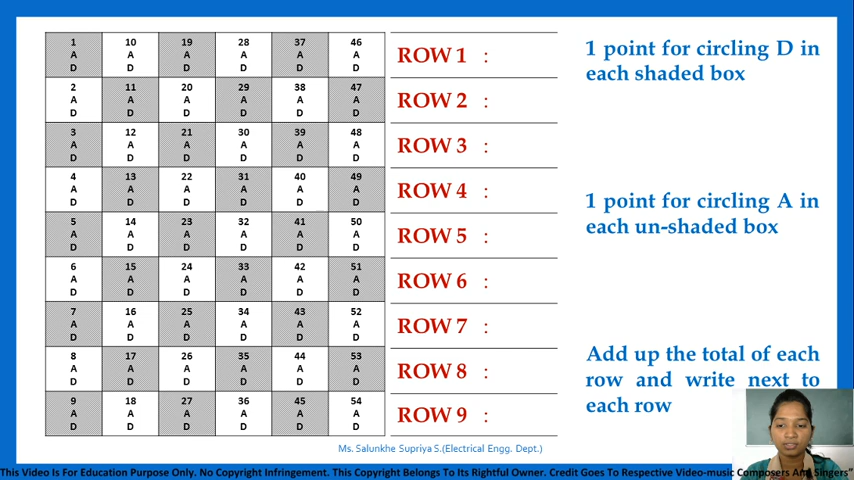 1 10 19 28 37 46
A A A A A A
D D D D D D
ROW 1 :
2 11 20 29 38 47
A A A A A A
D D D D D D
ROW 2 :
3 12 21 30 39 48
A A A A A A
D D D D D D
ROW 3 :
4 13 22 31 40 49
A A A A A A
D D D D D D
ROW 4 :
5 14 23 32 41 50
A A A A A A
D D D D D D
ROW 5 :
6 15 24 33 42 51
A A A A A A
D D D D D D
ROW 6 :
7 16 25 34 43 52
A A A A A A
D D D D D D
ROW 7 :
8 17 26 35 44 53
A A A A A A
D D D D D D
ROW 8 :
9 18 27 36 45 54
A A A A A A
D D D D D D
ROW 9 :
1 point for circling D in
each shaded box
1 point for circling A in
each un-shaded box
Add up the total of each
row and write next to
each row
Ms. Salunkhe Supriya S.(Electrical Engg. Dept.)
This Video Is For Education Purpose Only. No Copyright Infringement. This Copyright Belongs To Its Rightful Owner. Credit Goes To Respective Video-music Composers And Singers"